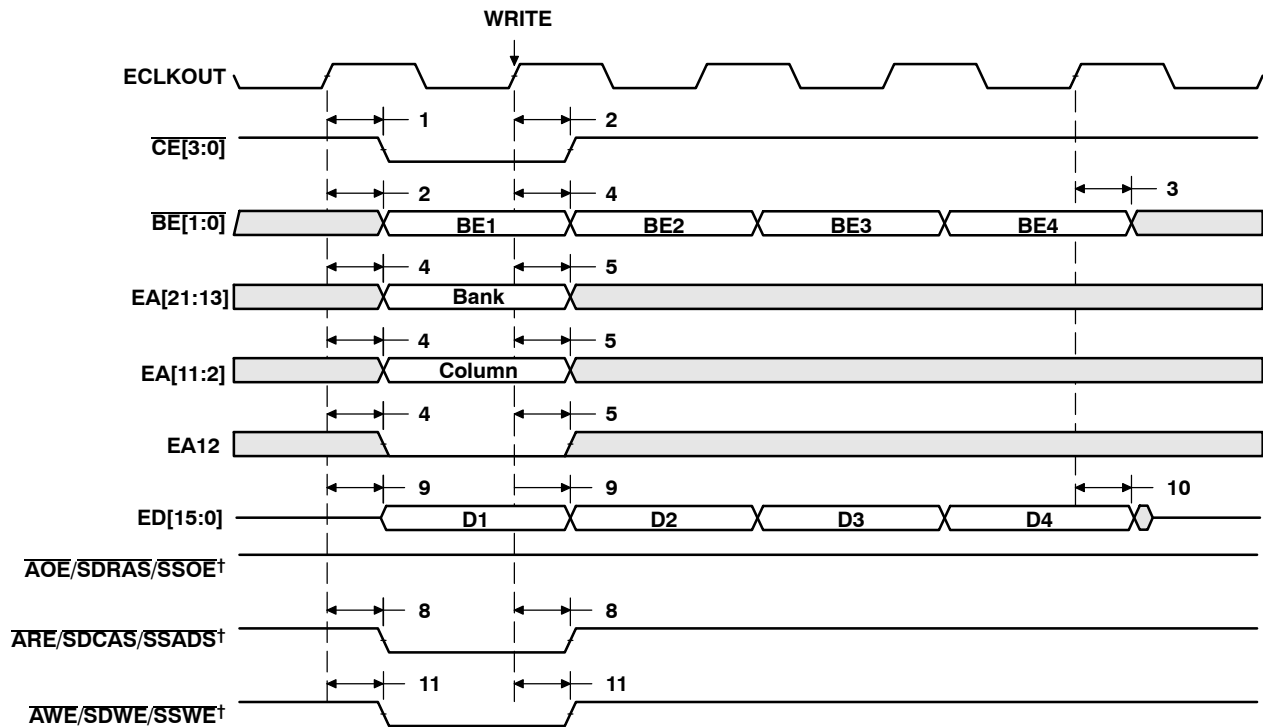 WRITE
ECLKOUT
1 2
CE[3:0]
2 4 3
BE[1:0] BE1 BE2 BE3 BE4
4 5
EA[21:13] Bank
4 5
EA[11:2] Column
4 5
EA12
9 9 10
ED[15:0] D1 D2 D3 D4
AOE/SDRAS/SSOE†
8 8
ARE/SDCAS/SSADS†
11 11
AWE/SDWE/SSWE†